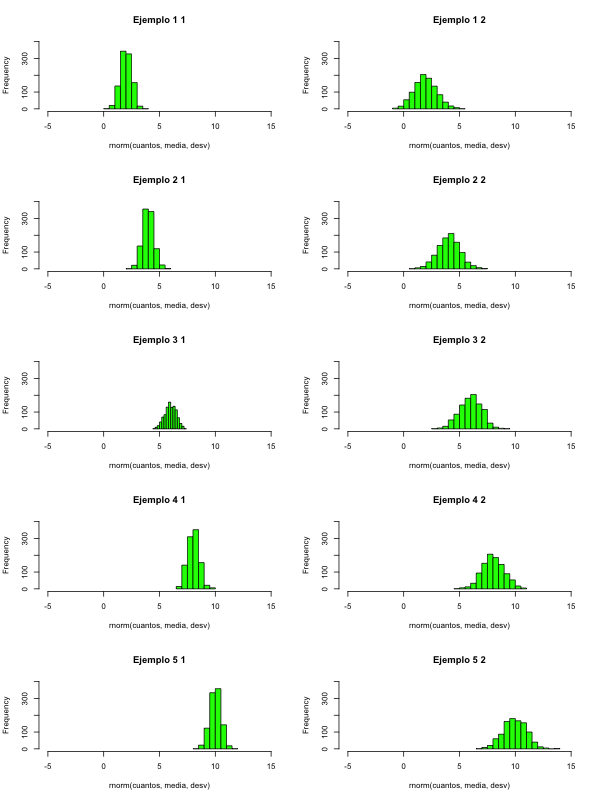 Ejemplo 1 1
Frequency
0 100 300
-5 0 5 10 15
rnorm(cuantos, media, desv)
Ejemplo 1 2
Frequency
0 100 300
-5 0 5 10 15
rnorm(cuantos, media, desv)
Ejemplo 2 1
Frequency
0 100 300
-5 0 5 10 15
rnorm(cuantos, media, desv)
Ejemplo 2 2
Frequency
0 100 300
-5 0 5 10 15
rnorm(cuantos, media, desv)
Ejemplo 3 1
Frequency
0 100 300
-5 0 5 10 15
rnorm(cuantos, media, desv)
Ejemplo 3 2
Frequency
0 100 300
-5 0 5 10 15
rnorm(cuantos, media, desv)
Ejemplo 4 1
Frequency
0 100 300
-5 0 5 10 15
rnorm(cuantos, media, desv)
Ejemplo 4 2
Frequency
0 100 300
-5 0 5 10 15
rnorm(cuantos, media, desv)
Ejemplo 5 1
Frequency
0 100 300
-5 0 5 10 15
rnorm(cuantos, media, desv)
Ejemplo 5 2
Frequency
0 100 300
-5 0 5 10 15
rnorm(cuantos, media, desv)